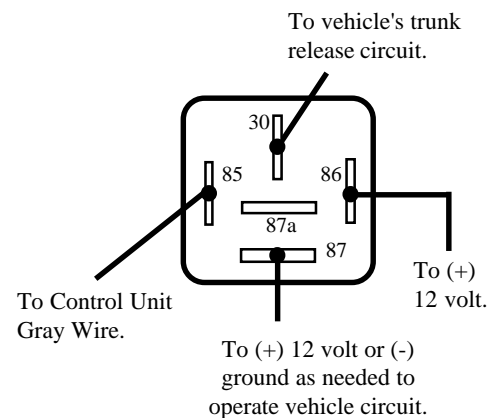 To vehicle's trunk
release circuit.
30
85
86
87a
87
To (+)
12 volt.
To Control Unit
Gray Wire.
To (+) 12 volt or (-)
ground as needed to
operate vehicle circuit.